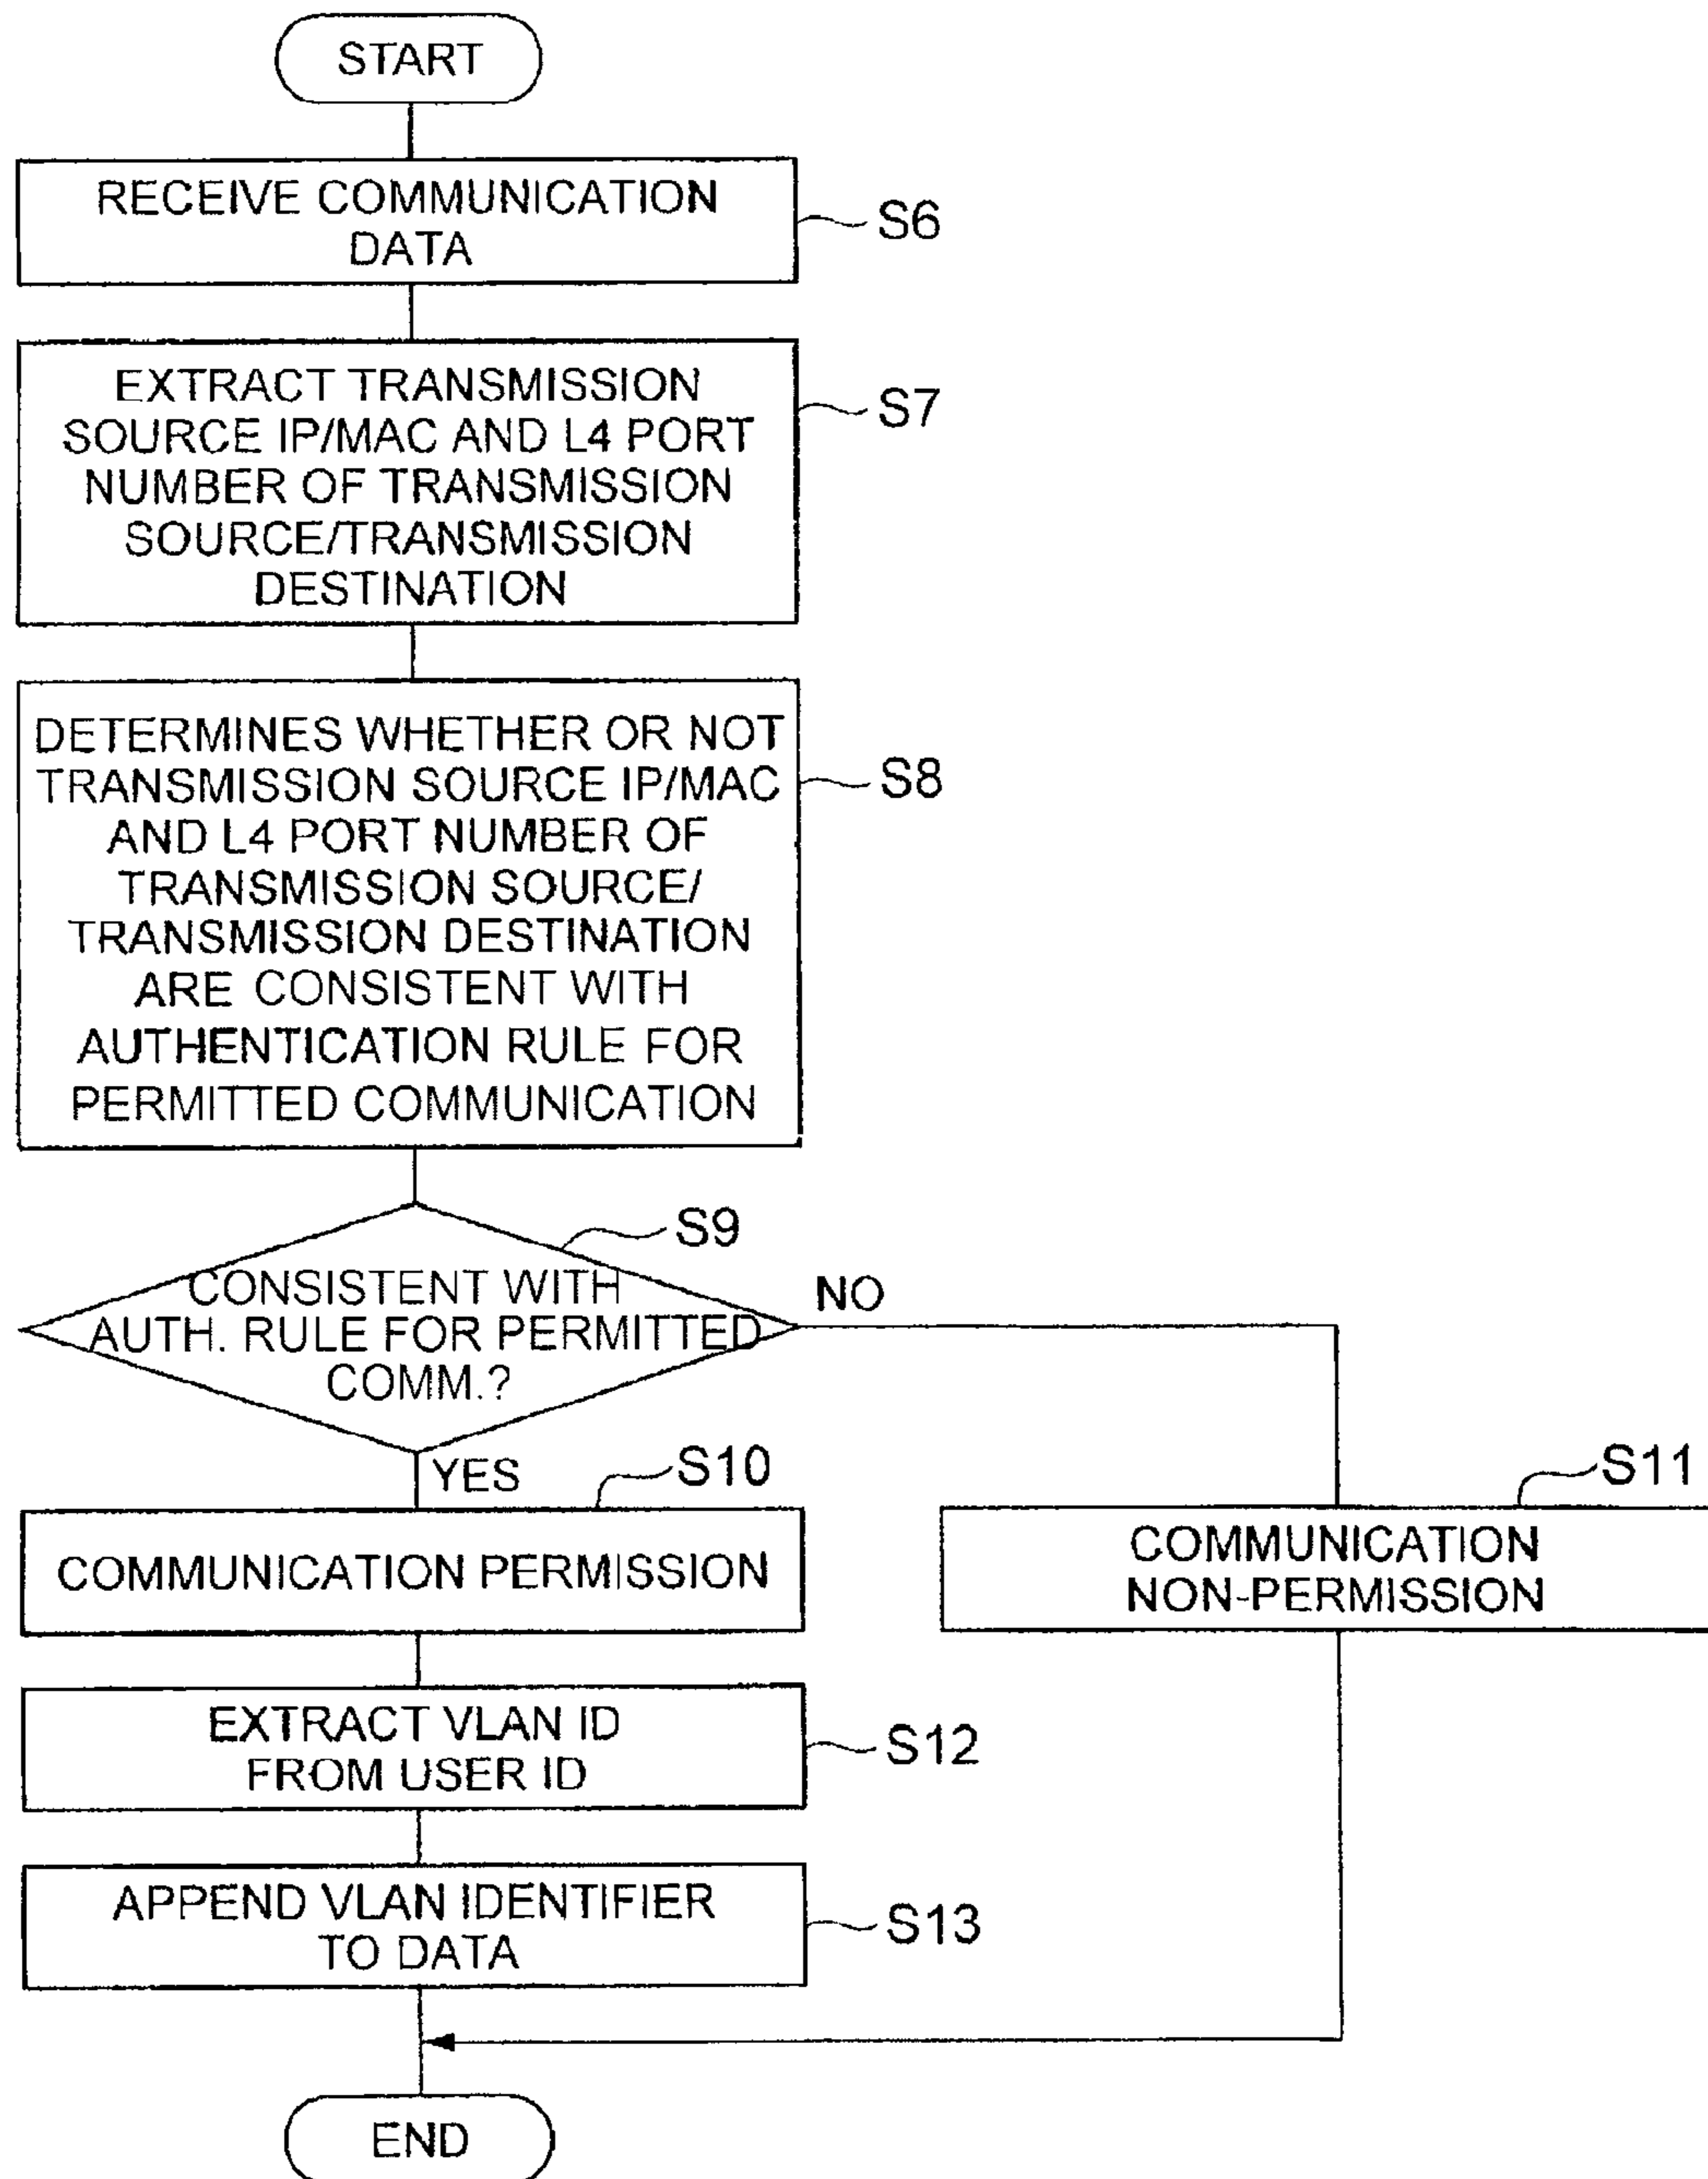 START
RECEIVE COMMUNICATION
DATA
S6
EXTRACT TRANSMISSION
SOURCE IP/MAC AND L4 PORT
NUMBER OF TRANSMISSION
SOURCE/TRANSMISSION
DESTINATION
S7
DETERMINES WHETHER OR NOT
TRANSMISSION SOURCE IP/MAC
AND L4 PORT NUMBER OF
TRANSMISSION SOURCE/
TRANSMISSION DESTINATION
ARE CONSISTENT WITH
AUTHENTICATION RULE FOR
PERMITTED COMMUNICATION
S8
S9
CONSISTENT WITH
AUTH. RULE FOR PERMITTED
COMM.?
NO
YES
S10
COMMUNICATION PERMISSION
S11
COMMUNICATION
NON-PERMISSION
EXTRACT VLAN ID
FROM USER ID
S12
APPEND VLAN IDENTIFIER
TO DATA
S13
END